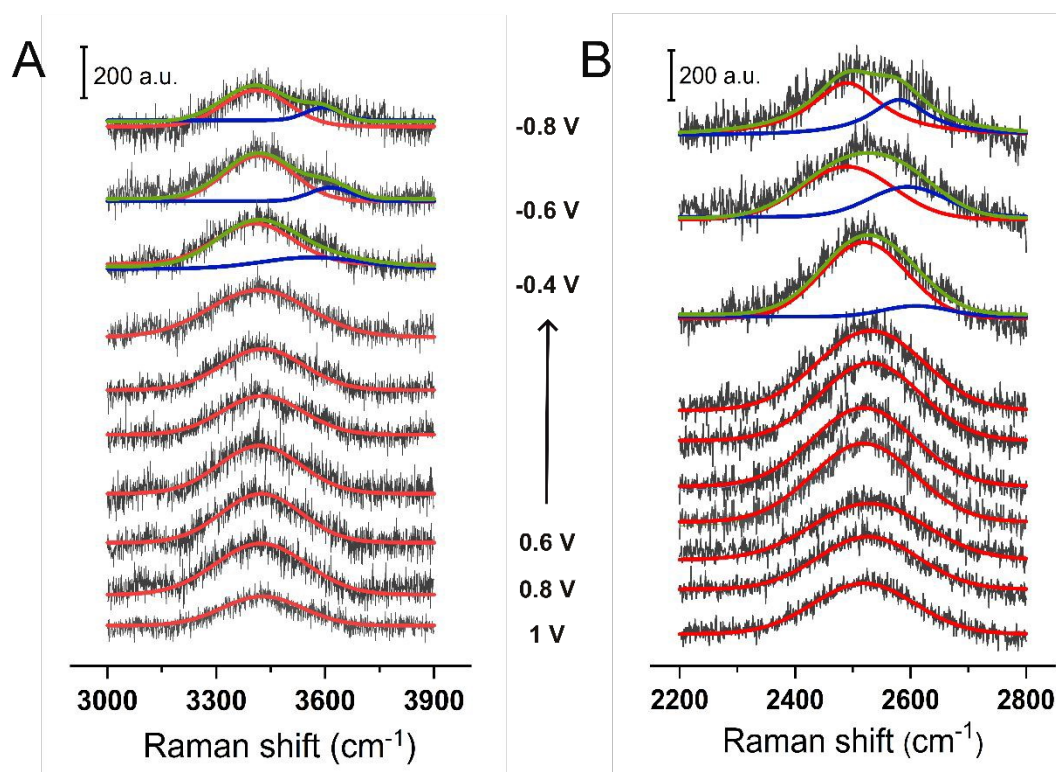 A
200 a.u.
B
200 a.u.
-0.8 V
-0.6 V
-0.4 V
0.6 V
0.8 V
1 V
3000 3300 3600 3900
Raman shift (cm⁻¹)
2200 2400 2600 2800
Raman shift (cm⁻¹)